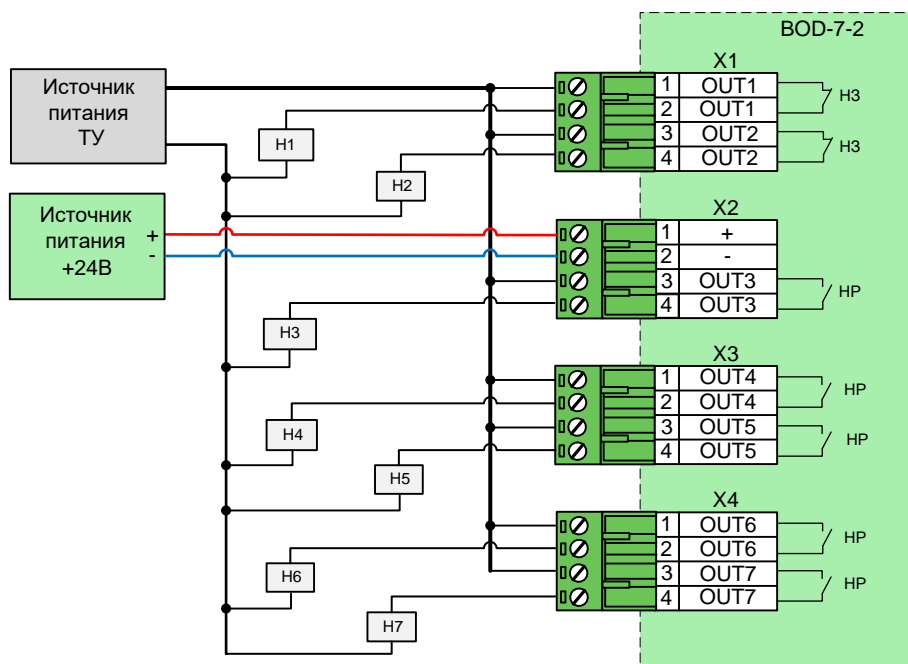 BOD-7-2
Источник
питания
ТУ
H1
H2
X1
1 OUT1
2 OUT1
3 OUT2
4 OUT2
НЗ
НЗ
Источник
питания
+24В
+
-
X2
1 +
2 -
3 OUT3
4 OUT3
НР
H3
X3
1 OUT4
2 OUT4
3 OUT5
4 OUT5
НР
НР
H4
H5
X4
1 OUT6
2 OUT6
3 OUT7
4 OUT7
НР
НР
H6
H7